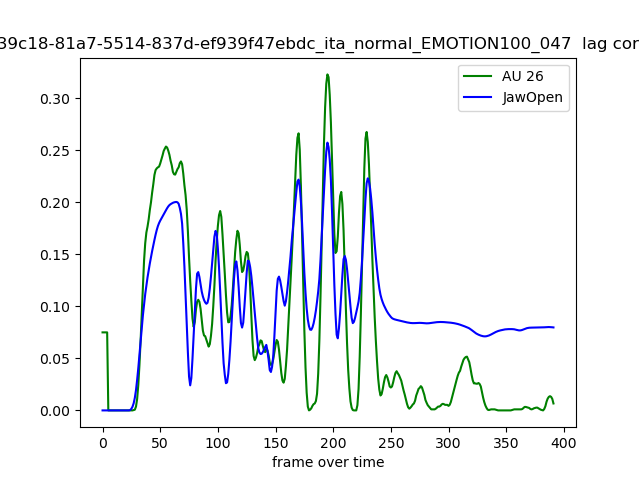 39c18-81a7-5514-837d-ef939f47ebdc_ita_normal_EMOTION100_047 lag cor
AU 26
JawOpen
0.30
0.25
0.20
0.15
0.10
0.05
0.00
0 50 100 150 200 250 300 350 400
frame over time